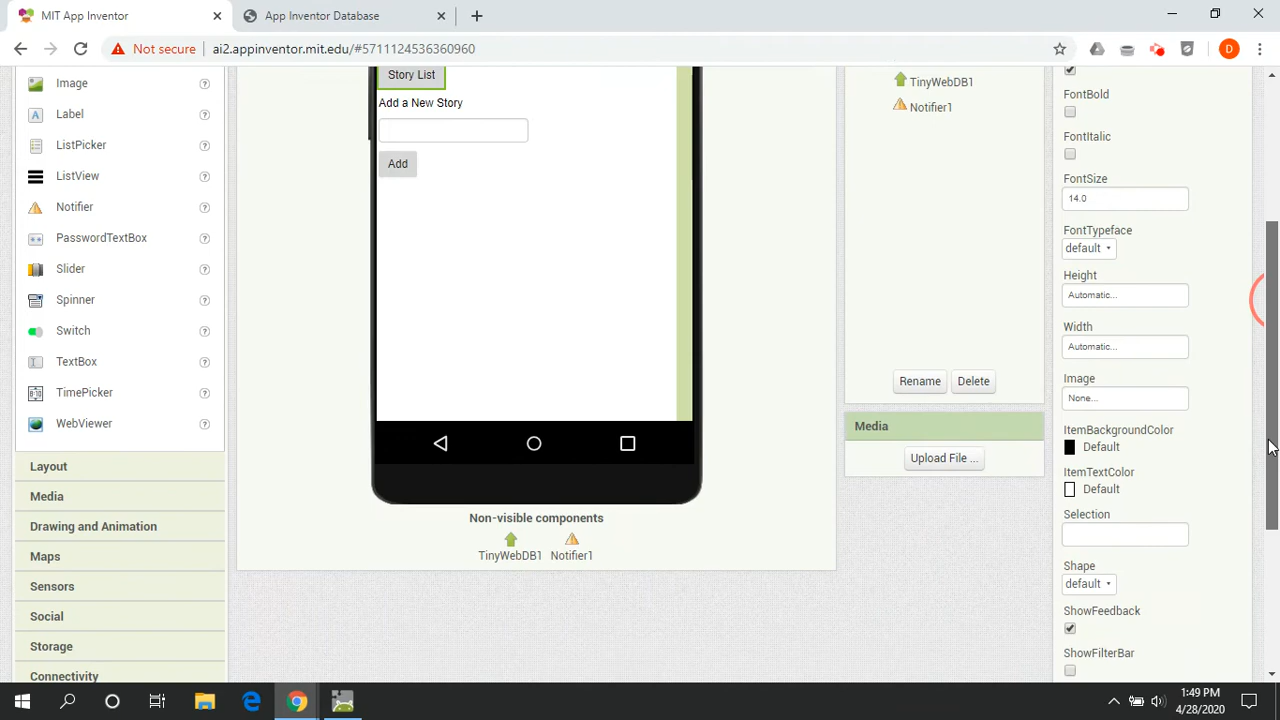 MIT App Inventor
App Inventor Database
Not secure
ai2.appinventor.mit.edu/#5711124536360960
D
Image
Label
ListPicker
ListView
Notifier
PasswordTextBox
Slider
Spinner
Switch
TextBox
TimePicker
WebViewer
Layout
Media
Drawing and Animation
Maps
Sensors
Social
Storage
Connectivity
Story List
Add a New Story
Add
Non-visible components
TinyWebDB1
Notifier1
TinyWebDB1
Notifier1
Rename
Delete
Media
Upload File ...
FontBold
FontItalic
FontSize
14.0
FontTypeface
default
Height
Automatic...
Width
Automatic...
Image
None...
ItemBackgroundColor
Default
ItemTextColor
Default
Selection
Shape
default
ShowFeedback
ShowFilterBar
1:49 PM
4/28/2020